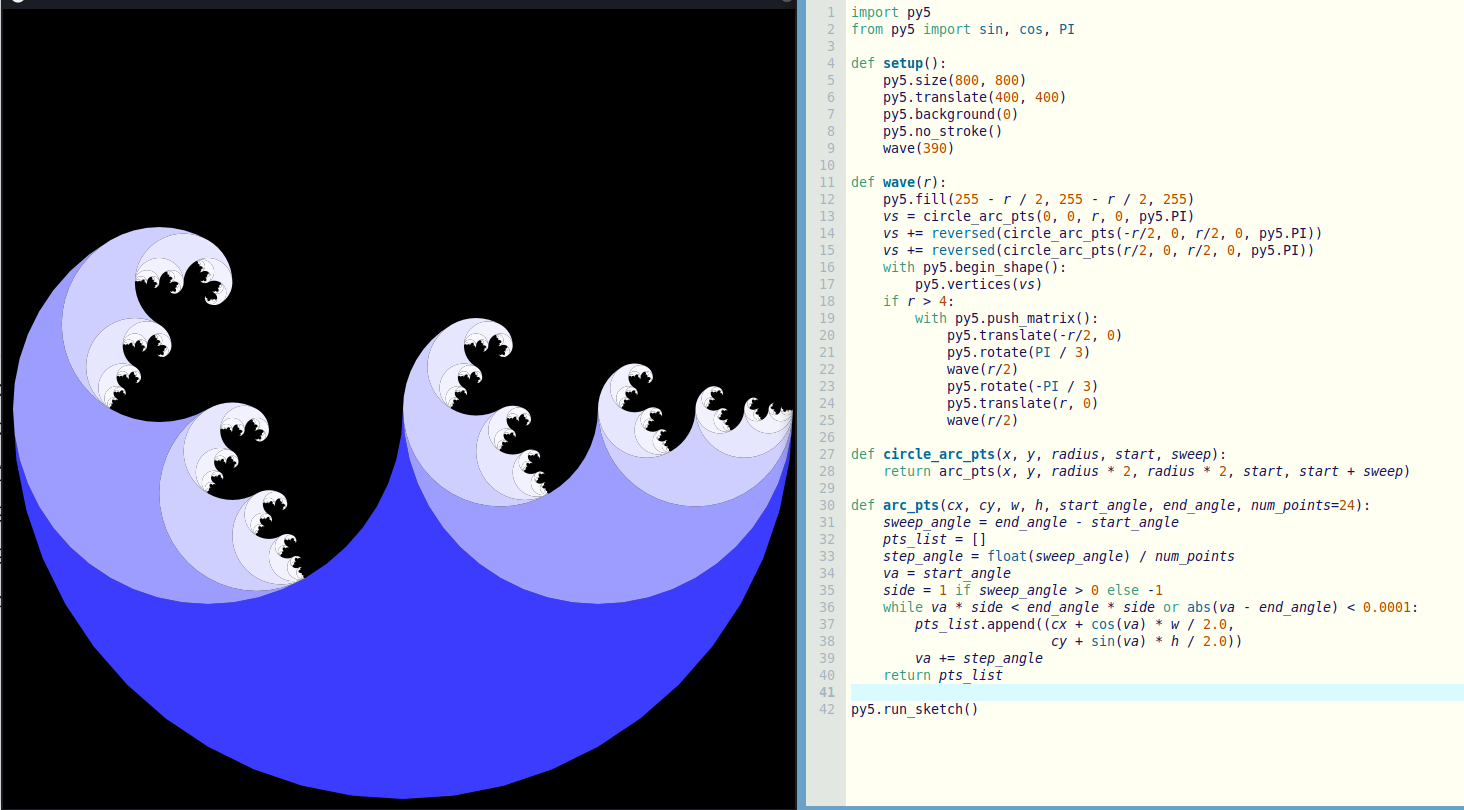 1 import py5
2 from py5 import sin, cos, PI
3
4 def setup():
5     py5.size(800, 800)
6     py5.translate(400, 400)
7     py5.background(0)
8     py5.no_stroke()
9     wave(390)
10
11 def wave(r):
12     py5.fill(255 - r / 2, 255 - r / 2, 255)
13     vs = circle_arc_pts(0, 0, r, 0, py5.PI)
14     vs += reversed(circle_arc_pts(-r/2, 0, r/2, 0, py5.PI))
15     vs += reversed(circle_arc_pts(r/2, 0, r/2, 0, py5.PI))
16     with py5.begin_shape():
17         py5.vertices(vs)
18     if r > 4:
19         with py5.push_matrix():
20             py5.translate(-r/2, 0)
21             py5.rotate(PI / 3)
22             wave(r/2)
23             py5.rotate(-PI / 3)
24             py5.translate(r, 0)
25             wave(r/2)
26
27 def circle_arc_pts(x, y, radius, start, sweep):
28     return arc_pts(x, y, radius * 2, radius * 2, start, start + sweep)
29
30 def arc_pts(cx, cy, w, h, start_angle, end_angle, num_points=24):
31     sweep_angle = end_angle - start_angle
32     pts_list = []
33     step_angle = float(sweep_angle) / num_points
34     va = start_angle
35     side = 1 if sweep_angle > 0 else -1
36     while va * side < end_angle * side or abs(va - end_angle) < 0.0001:
37         pts_list.append((cx + cos(va) * w / 2.0,
38                          cy + sin(va) * h / 2.0))
39         va += step_angle
40     return pts_list
41
42 py5.run_sketch()